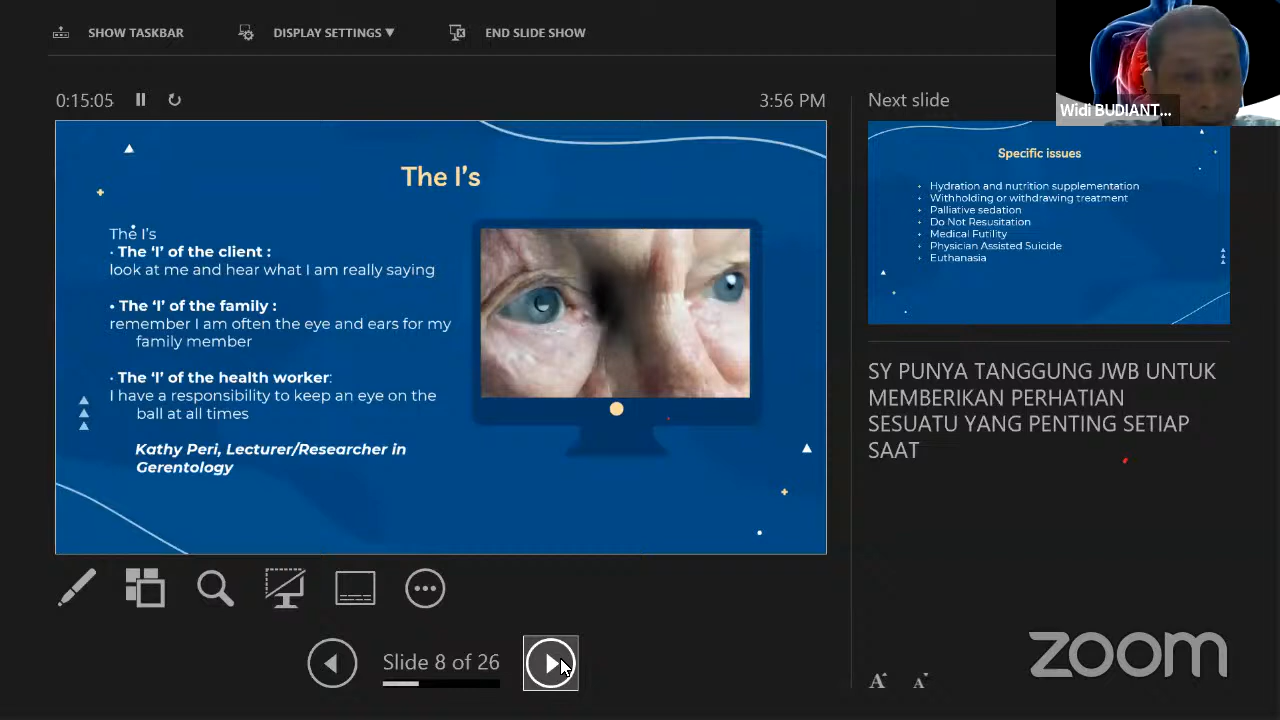 SHOW TASKBAR
DISPLAY SETTINGS ▼
END SLIDE SHOW
0:15:05
3:56 PM
The I's
The I's
· The ‘I’ of the client :
look at me and hear what I am really saying
• The ‘I’ of the family :
remember I am often the eye and ears for my
family member
· The ‘I’ of the health worker:
I have a responsibility to keep an eye on the
ball at all times
Kathy Peri, Lecturer/Researcher in
Gerentology
Slide 8 of 26
Next slide
Widi BUDIANT...
Specific issues
+ Hydration and nutrition supplementation
+ Withholding or withdrawing treatment
+ Palliative sedation
+ Do Not Resusitation
+ Medical Futility
+ Physician Assisted Suicide
+ Euthanasia
SY PUNYA TANGGUNG JWB UNTUK
MEMBERIKAN PERHATIAN
SESUATU YANG PENTING SETIAP
SAAT
A A
zoom